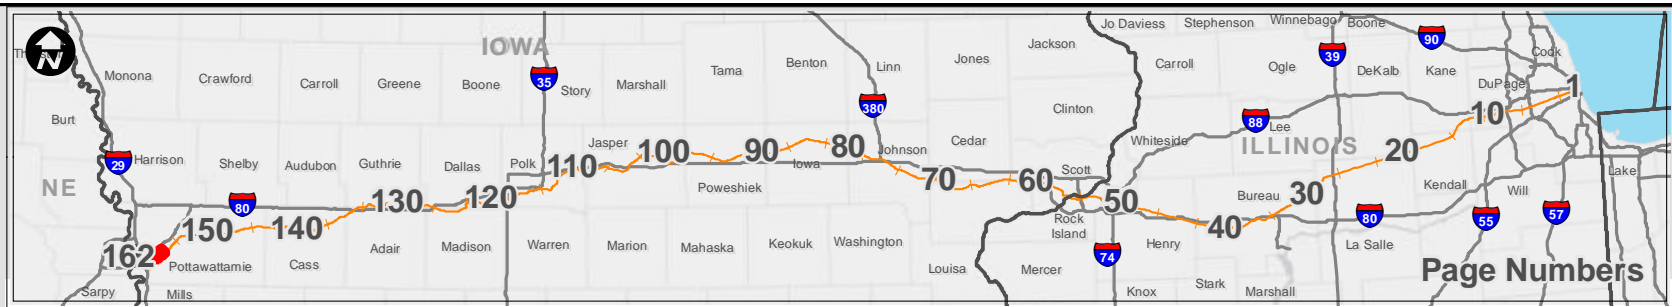 Jo Daviess
Stephenson
Winnebago
Boone
IOWA
Jackson
39
90
Cook
N
Monona
Crawford
Carroll
Greene
Boone
35
Story
Marshall
Tama
Benton
Linn
Jones
Carroll
Ogle
DeKalb
Kane
DuPage
1
380
Clinton
10
Burt
88
Lee
Harrison
29
Shelby
Audubon
Guthrie
Dallas
Polk
Jasper
110
100
90
80
Iowa
Johnson
Cedar
Whiteside
ILLINOIS
20
NE
80
130
120
Poweshiek
70
60
Scott
50
Bureau
30
Kendall
Will
Lake
162
150
140
Rock
Island
40
80
55
57
Pottawattamie
Cass
Adair
Madison
Warren
Marion
Mahaska
Keokuk
Washington
Louisa
Mercer
74
Henry
La Salle
Sarpy
Mills
Knox
Stark
Marshall
Page Numbers